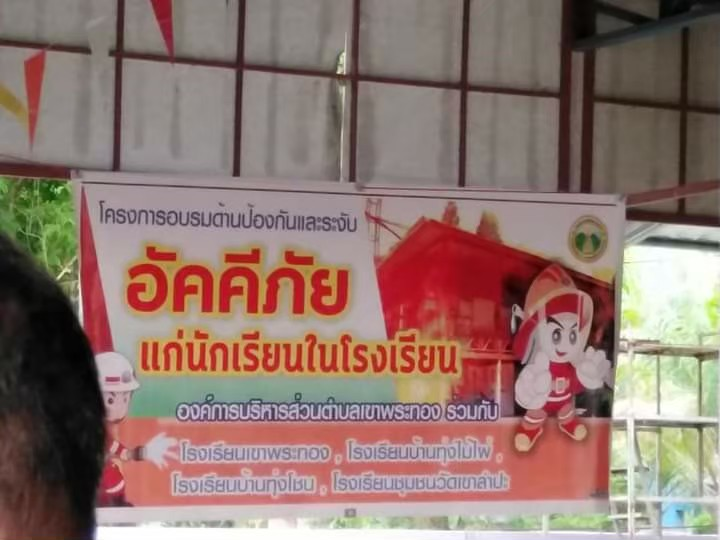 โครงการอบรมด้านป้องกันและระงับ
อัคคีภัย
แก่นักเรียนในโรงเรียน
องค์การบริหารส่วนตำบลเขาพระทอง ร่วมกับ
โรงเรียนเขาพระทอง , โรงเรียนบ้านทุ่งไม้ไผ่ ,
โรงเรียนบ้านทุ่งโชน , โรงเรียนชุมชนวัดเขาลำปะ